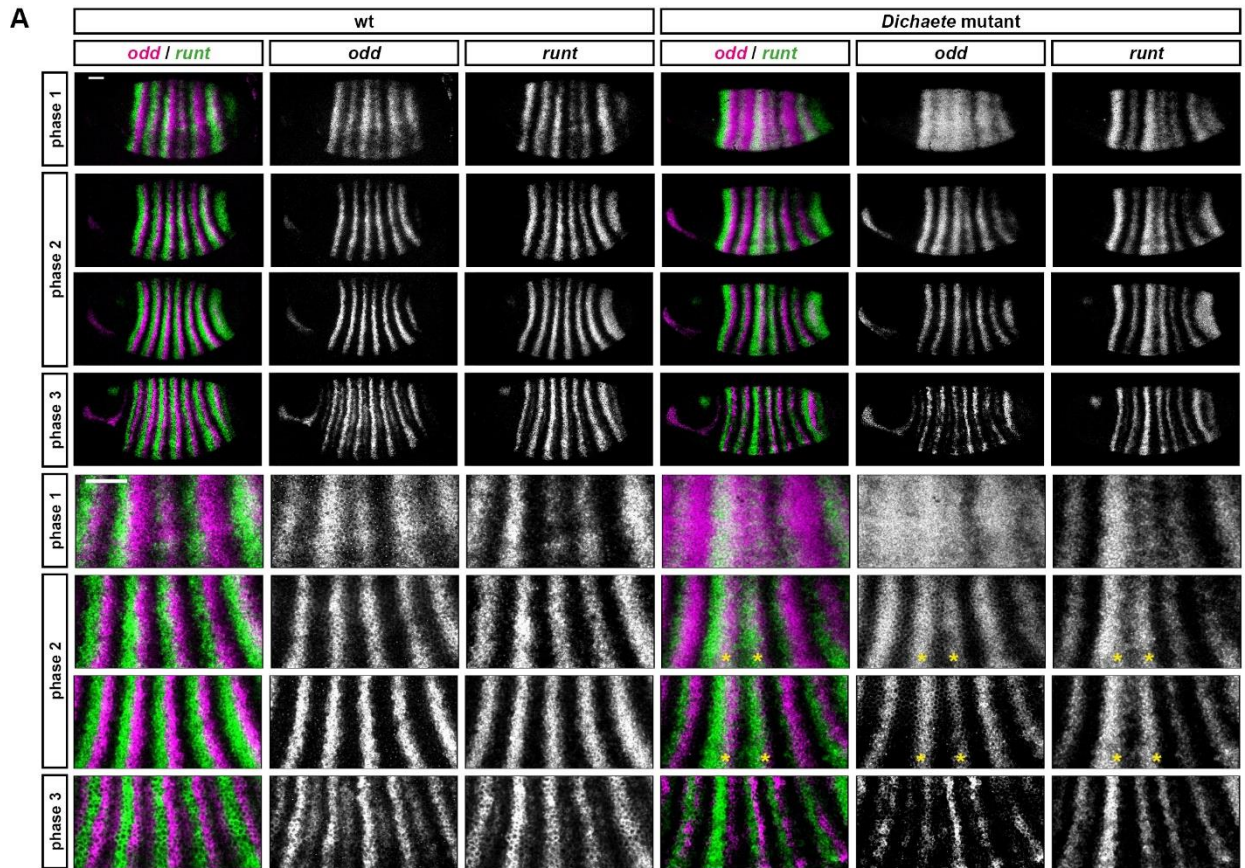 A
wt
Dichaete mutant
odd / runt
odd
runt
odd / runt
odd
runt
phase 1
phase 2
phase 3
phase 1
phase 2
phase 3
* *
* *
* *
* *
* *
* *